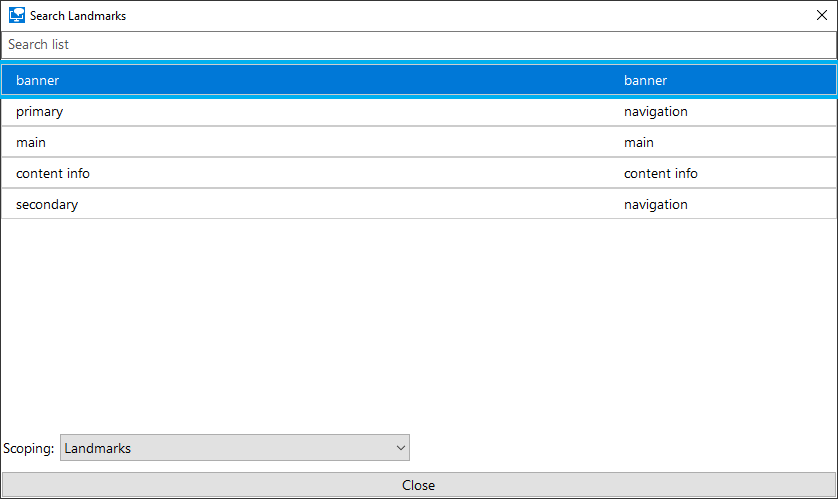 Search Landmarks
Search list
banner banner
primary navigation
main main
content info content info
secondary navigation
Scoping: Landmarks
Close